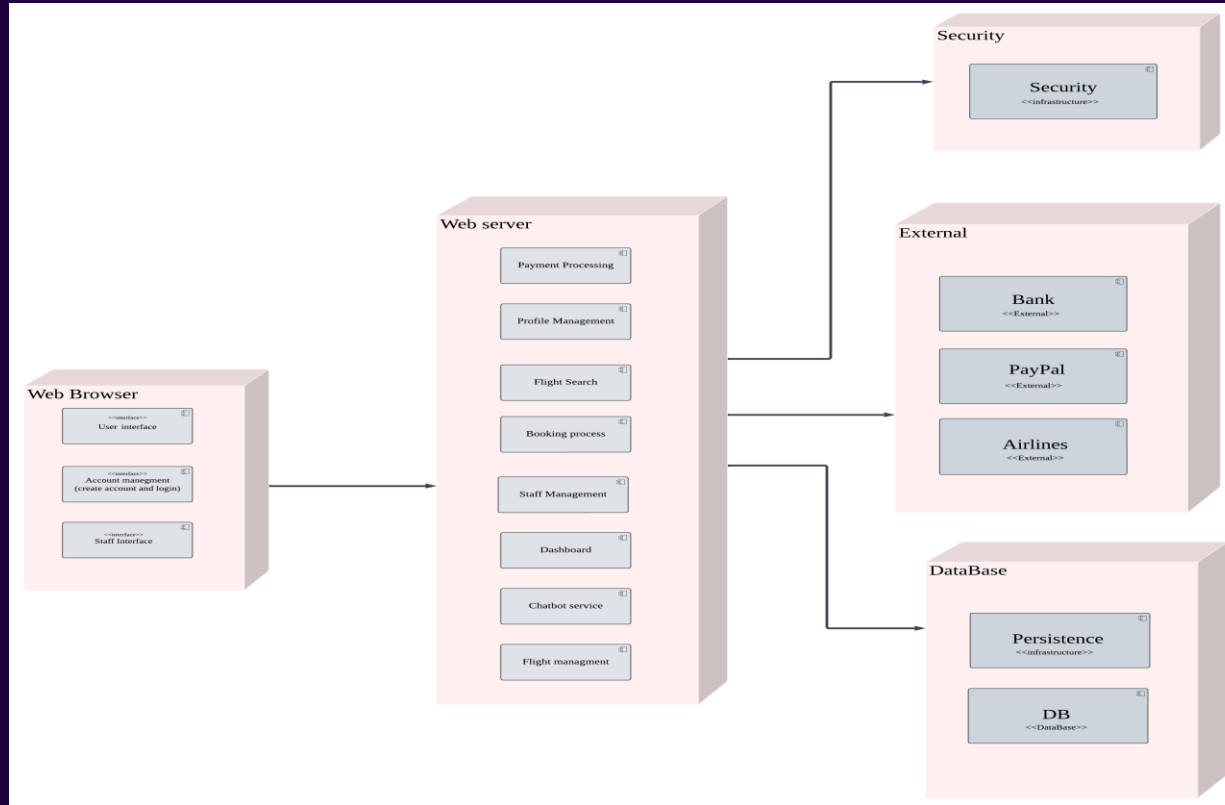 Web Browser
<<interface>>
User interface
<<interface>>
Account managment
(create account and login)
<<interface>>
Staff Interface
Web server
Payment Processing
Profile Management
Flight Search
Booking process
Staff Management
Dashboard
Chatbot service
Flight managment
Security
Security
<<infrastructure>>
External
Bank
<<External>>
PayPal
<<External>>
Airlines
<<External>>
DataBase
Persistence
<<infrastructure>>
DB
<<DataBase>>